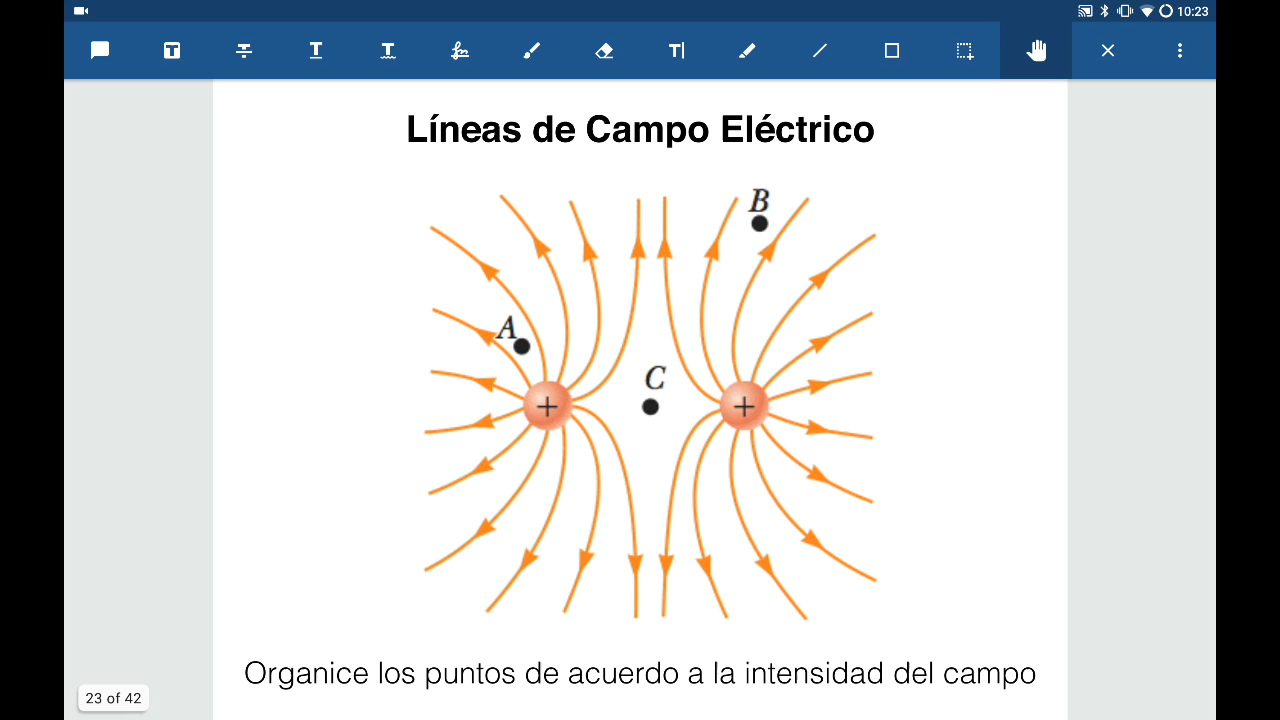 10:23
Líneas de Campo Eléctrico
B
A
C
+ +
Organice los puntos de acuerdo a la intensidad del campo
23 of 42